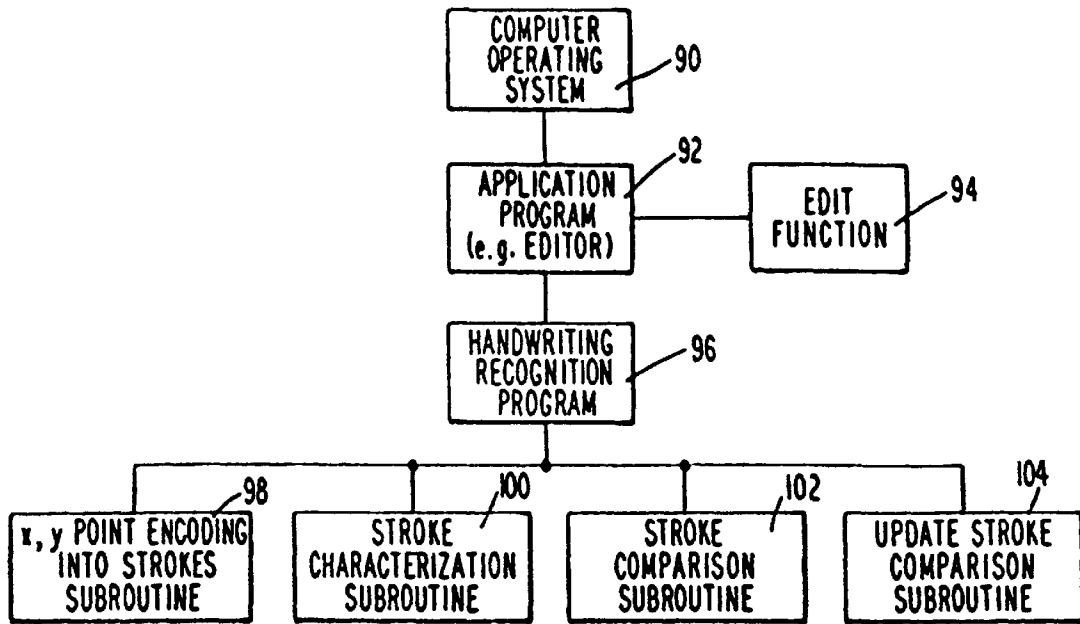 COMPUTER
OPERATING
SYSTEM
90
APPLICATION
PROGRAM
(e.g. EDITOR)
92
EDIT
FUNCTION
94
HANDWRITING
RECOGNITION
PROGRAM
96
x, y POINT ENCODING
INTO STROKES
SUBROUTINE
98
STROKE
CHARACTERIZATION
SUBROUTINE
100
STROKE
COMPARISON
SUBROUTINE
102
UPDATE STROKE
COMPARISON
SUBROUTINE
104